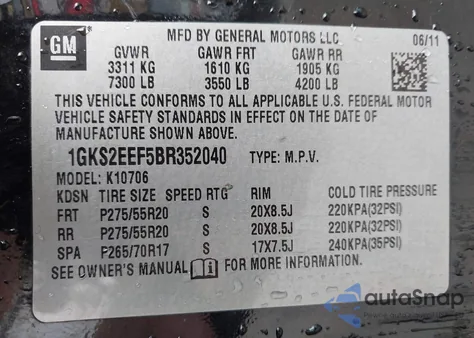 GM
MFD BY GENERAL MOTORS LLC
06/11
GVWR GAWR FRT GAWR RR
3311 KG 1610 KG 1905 KG
7300 LB 3550 LB 4200 LB
THIS VEHICLE CONFORMS TO ALL APPLICABLE U.S. FEDERAL MOTOR
VEHICLE SAFETY STANDARDS IN EFFECT ON THE DATE OF
MANUFACTURE SHOWN ABOVE.
1GKS2EEF5BR352040 TYPE: M.P.V.
MODEL: K10706
KDSN TIRE SIZE SPEED RTG RIM COLD TIRE PRESSURE
FRT P275/55R20 S 20X8.5J 220KPA(32PSI)
RR P275/55R20 S 20X8.5J 220KPA(32PSI)
SPA P265/70R17 S 17X7.5J 240KPA(35PSI)
SEE OWNER'S MANUAL i FOR MORE INFORMATION.
autoSnap